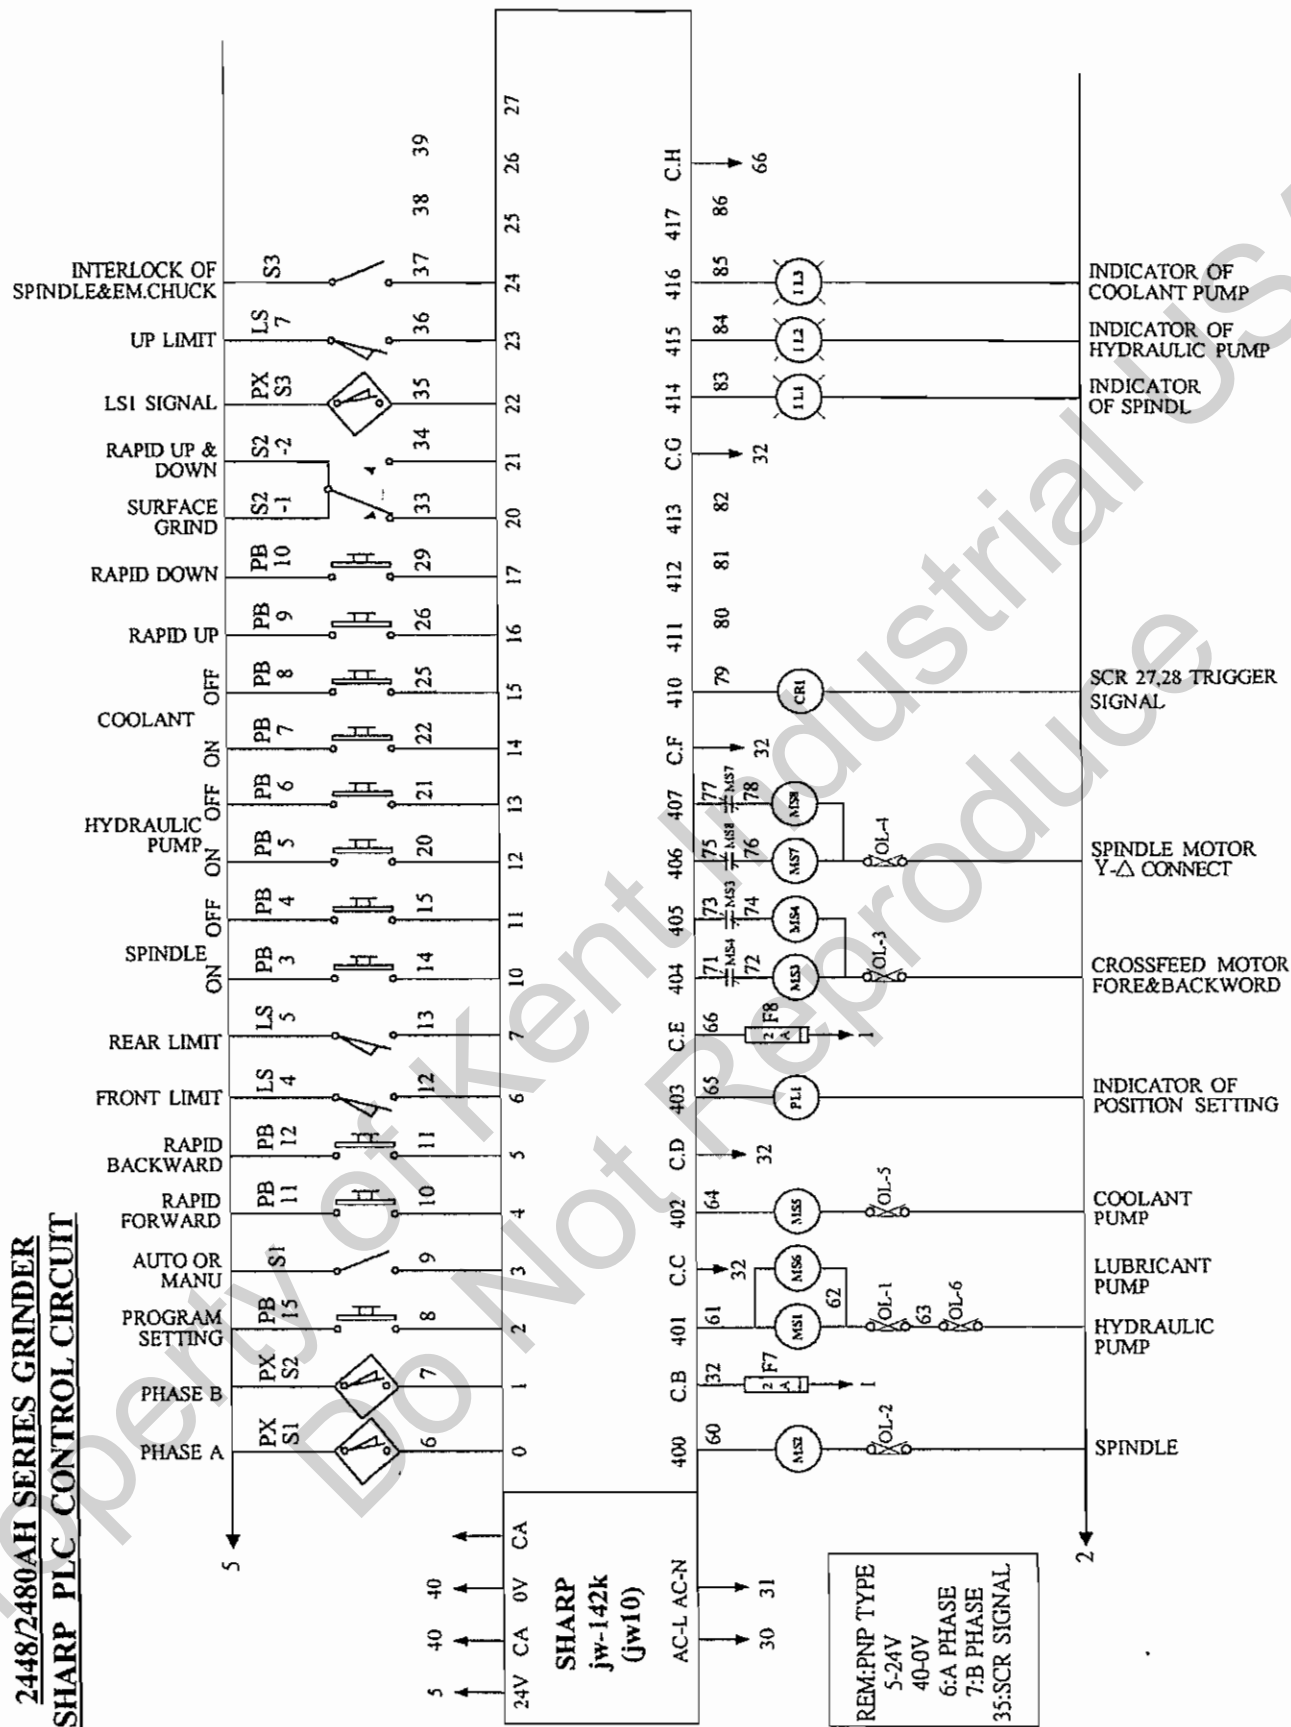 2448/2480AH SERIES GRINDER
SHARP PLC CONTROL CIRCUIT
INTERLOCK OF
SPINDLE&EM.CHUCK
S3
37
24
UP LIMIT
LS
7
36
23
LS1 SIGNAL
PX
S3
35
22
RAPID UP &
DOWN
S2
-2
34
21
SURFACE
GRIND
S2
-1
33
20
RAPID DOWN
PB
10
29
17
RAPID UP
PB
9
26
16
COOLANT
OFF
PB
8
25
15
ON
PB
7
22
14
HYDRAULIC
PUMP
OFF
PB
6
21
13
ON
PB
5
20
12
SPINDLE
OFF
PB
4
15
11
ON
PB
3
14
10
REAR LIMIT
LS
5
13
7
FRONT LIMIT
LS
4
12
6
RAPID
BACKWARD
PB
12
11
5
RAPID
FORWARD
PB
11
10
4
AUTO OR
MANU
S1
9
3
PROGRAM
SETTING
PB
15
8
2
PHASE B
PX
S2
7
1
PHASE A
PX
S1
6
0
5
39
38
27
26
25
C.H
66
417
86
416
85
IL3
INDICATOR OF
COOLANT PUMP
415
84
IL2
INDICATOR OF
HYDRAULIC PUMP
414
83
IL1
INDICATOR
OF SPINDL
C.G
32
413
82
412
81
411
80
410
79
CR1
SCR 27,28 TRIGGER
SIGNAL
C.F
32
407
77
MS7
78
MS8
406
75
MS8
76
MS7
OL-4
SPINDLE MOTOR
Y-△ CONNECT
405
73
MS3
74
MS4
404
71
MS4
72
MS3
OL-3
CROSSFEED MOTOR
FORE&BACKWORD
C.E
66
F8
2
A
1
403
65
PL1
INDICATOR OF
POSITION SETTING
C.D
32
402
64
MS5
OL-5
COOLANT
PUMP
C.C
32
MS6
62
LUBRICANT
PUMP
401
61
MS1
OL-1
63
OL-6
HYDRAULIC
PUMP
C.B
32
F7
2
A
1
400
60
MS2
OL-2
SPINDLE
2
CA
40
0V
40
CA
5
24V
SHARP
jw-142k
(jw10)
AC-L AC-N
30
31
REM:PNP TYPE
5-24V
40-0V
6:A PHASE
7:B PHASE
35:SCR SIGNAL
Property of Kent Industrial USA
Do Not Reproduce